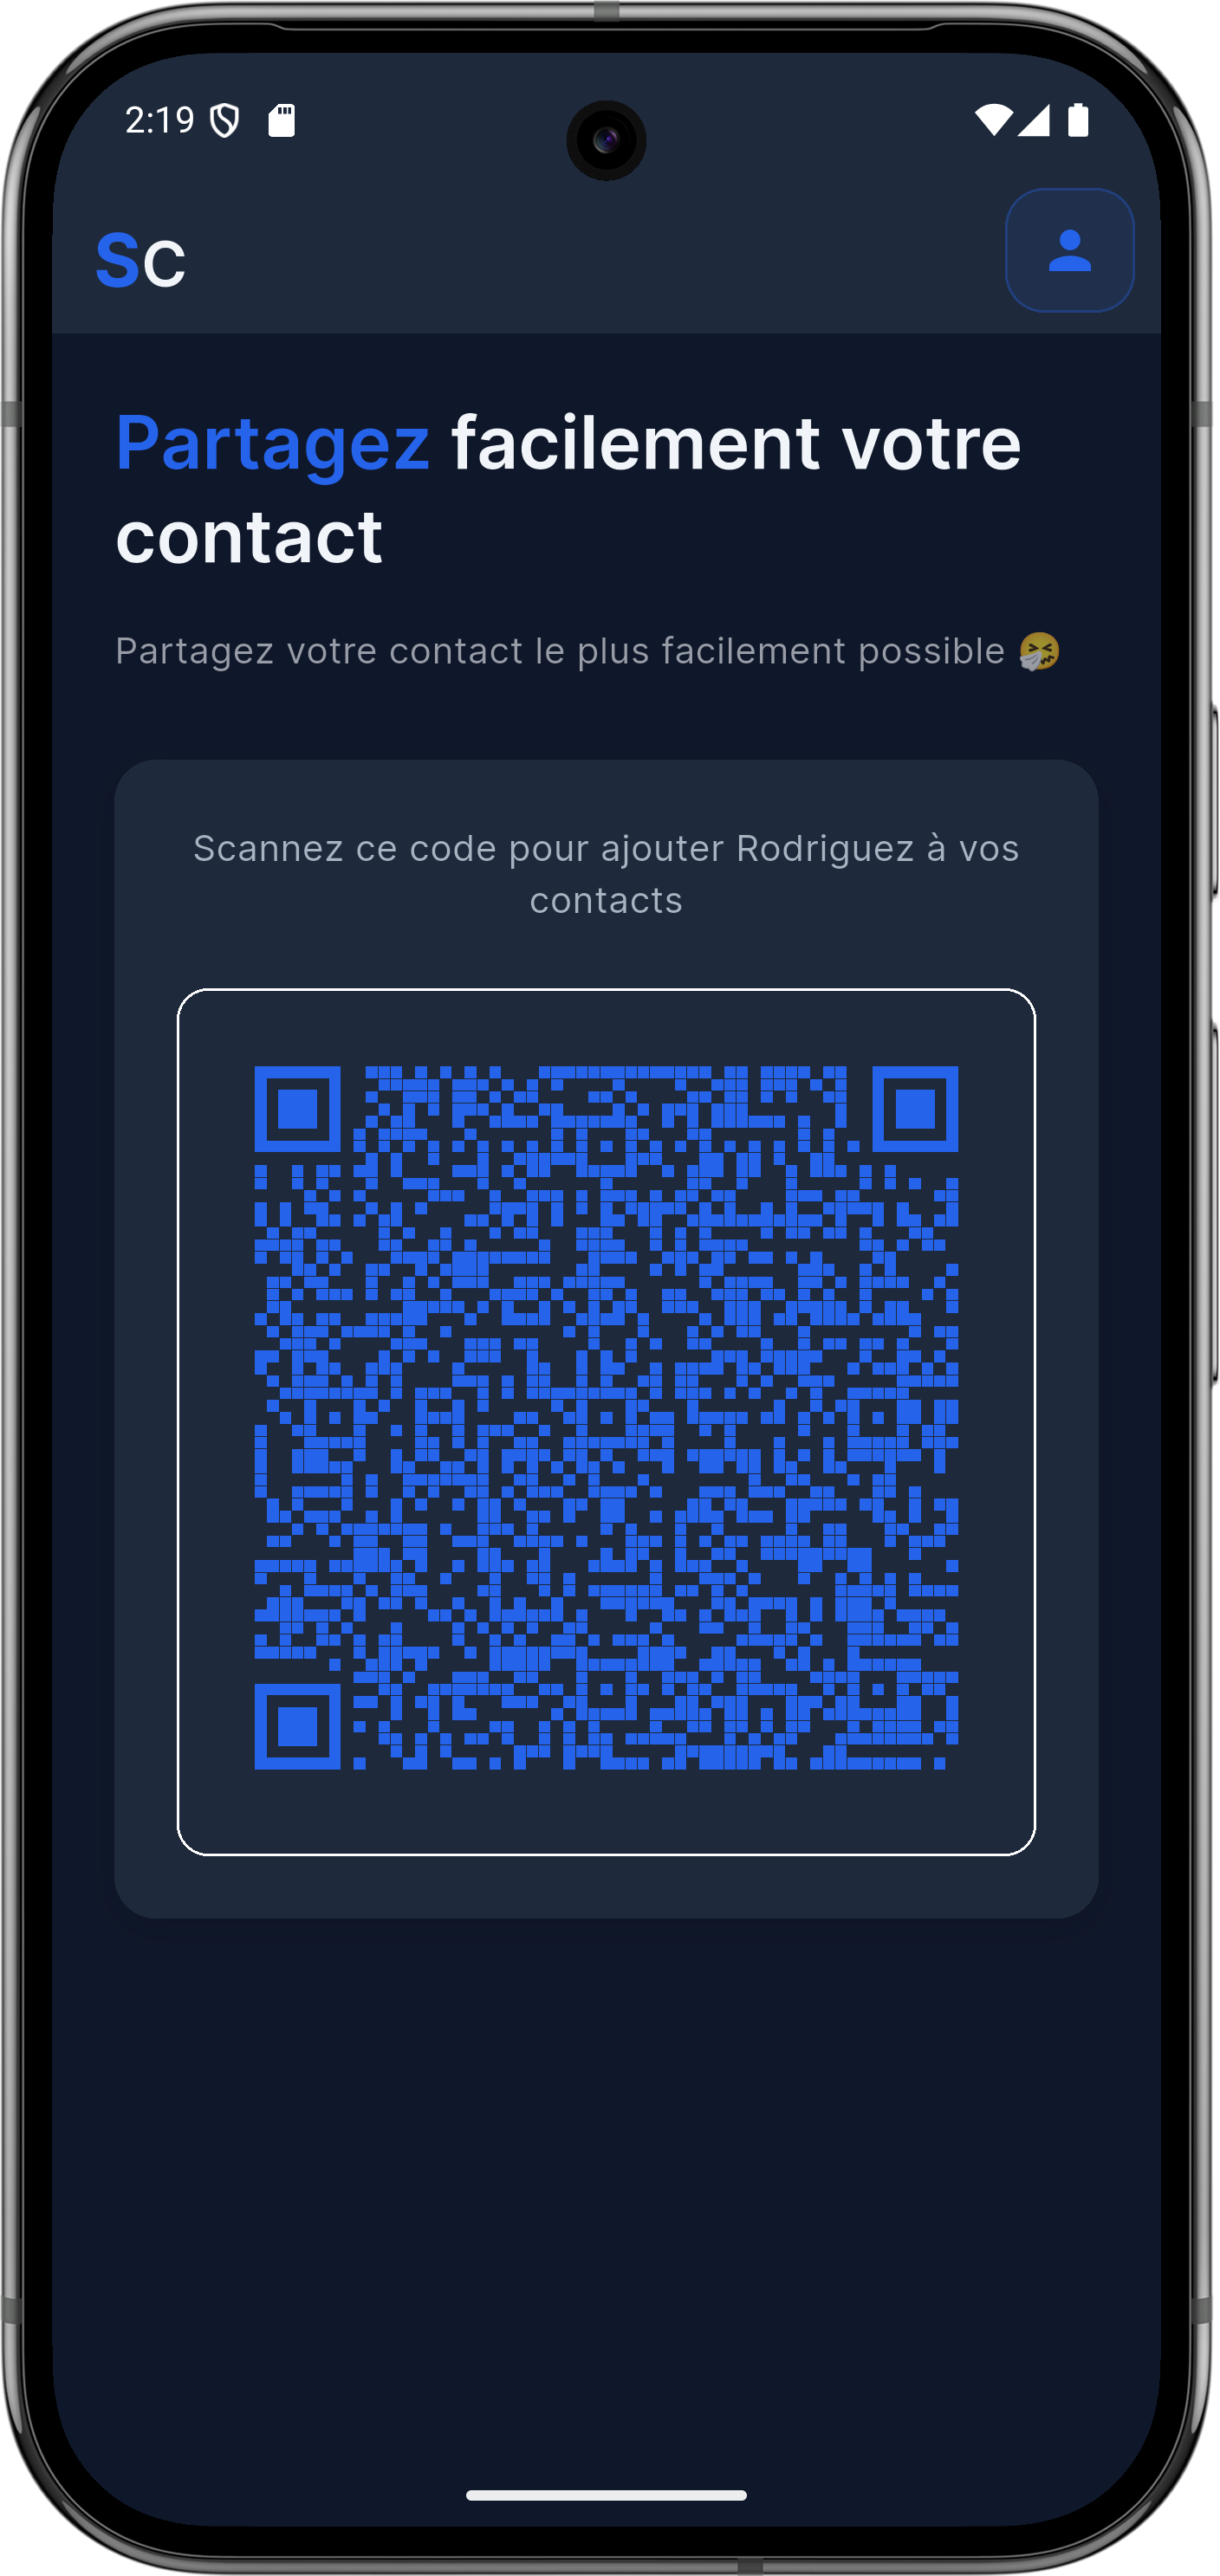 2:19
Sc
Partagez facilement votre
contact
Partagez votre contact le plus facilement possible 🤧
Scannez ce code pour ajouter Rodriguez à vos
contacts